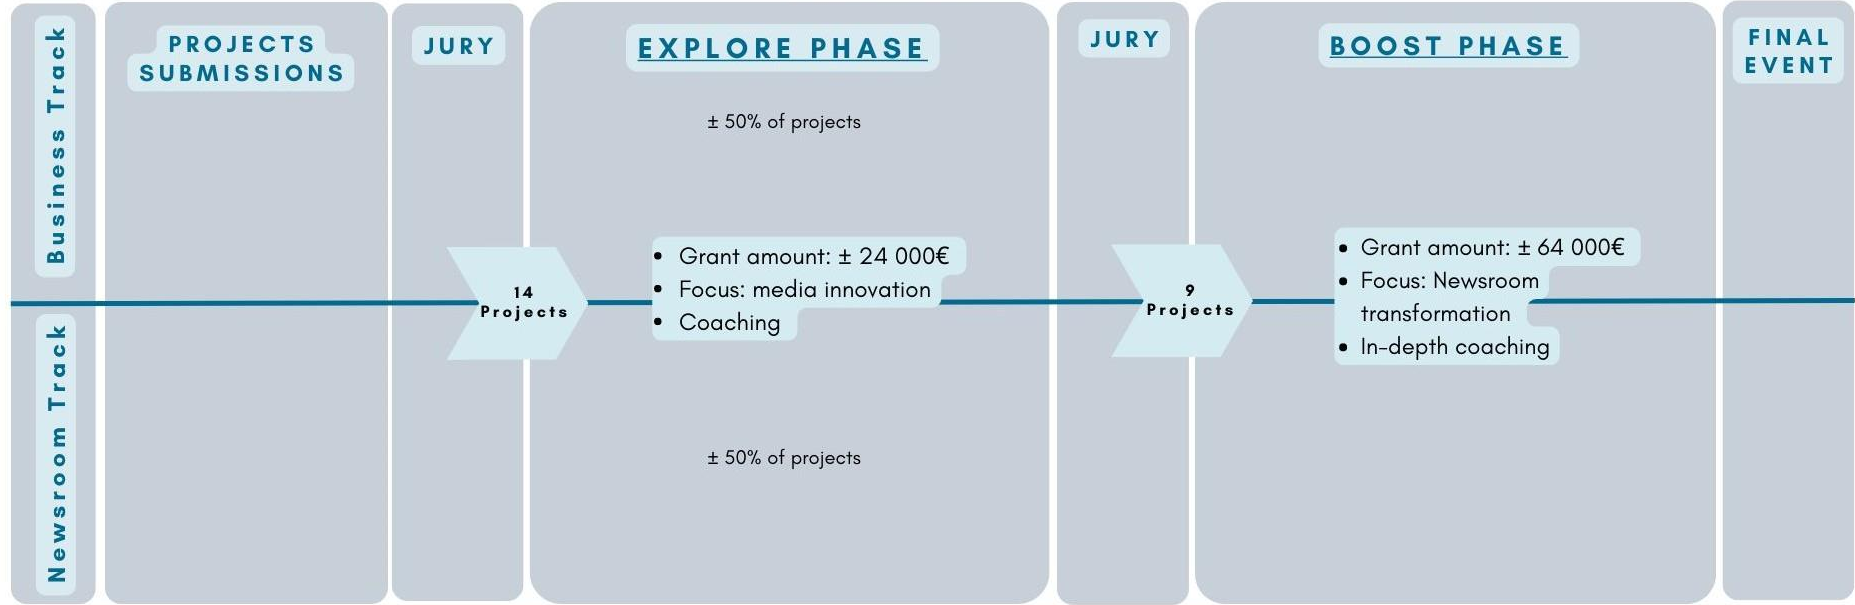 Business Track
Newsroom Track
PROJECTS
SUBMISSIONS
JURY
14
Projects
EXPLORE PHASE
± 50% of projects
• Grant amount: ± 24 000€
• Focus: media innovation
• Coaching
± 50% of projects
JURY
9
Projects
BOOST PHASE
• Grant amount: ± 64 000€
• Focus: Newsroom
transformation
• In-depth coaching
FINAL
EVENT